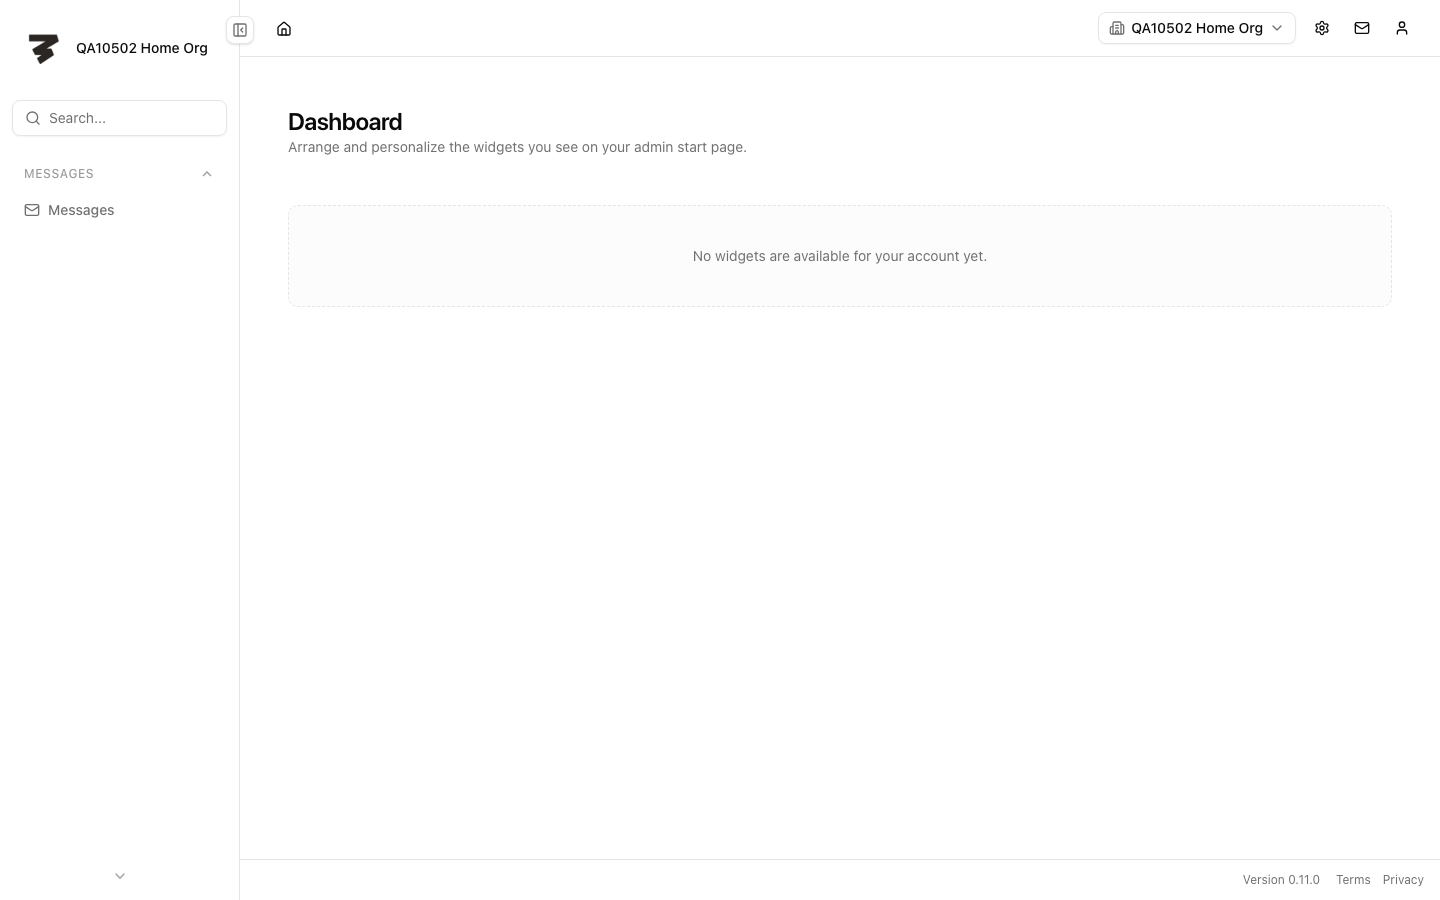 QA10502 Home Org
QA10502 Home Org
Search...
MESSAGES
Messages
Dashboard
Arrange and personalize the widgets you see on your admin start page.
No widgets are available for your account yet.
Version 0.11.0 Terms Privacy